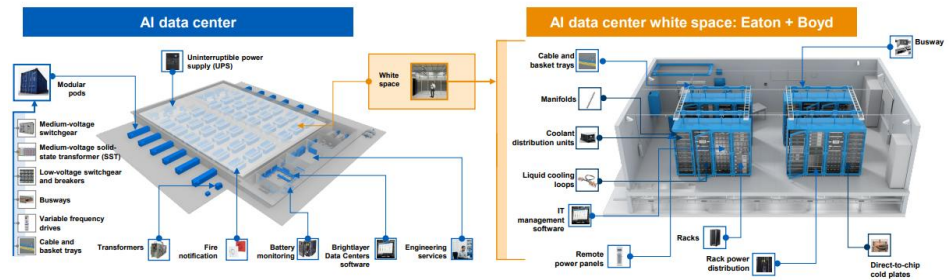 AI data center
AI data center white space: Eaton + Boyd
Uninterruptible power
supply (UPS)
Modular
pods
Medium-voltage
switchgear
Medium-voltage solid-
state transformer (SST)
Low-voltage switchgear
and breakers
Busways
Variable frequency
drives
Cable and
basket trays
Transformers
Fire
notification
Battery
monitoring
Brightlayer
Data Centers
software
Engineering
services
White
space
Cable and
basket trays
Manifolds
Coolant
distribution units
Liquid cooling
loops
IT
management
software
Remote
power panels
Racks
Rack power
distribution
Direct-to-chip
cold plates
Busway